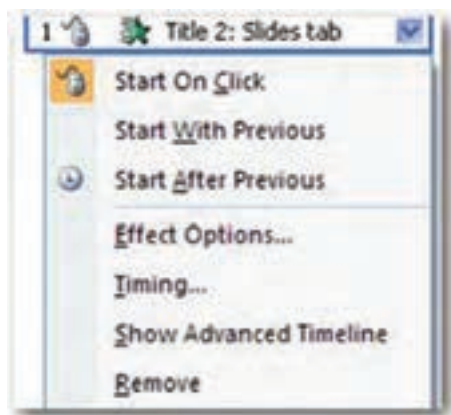 1 Title 2: Slides tab
Start On Click
Start With Previous
Start After Previous
Effect Options...
Timing...
Show Advanced Timeline
Remove